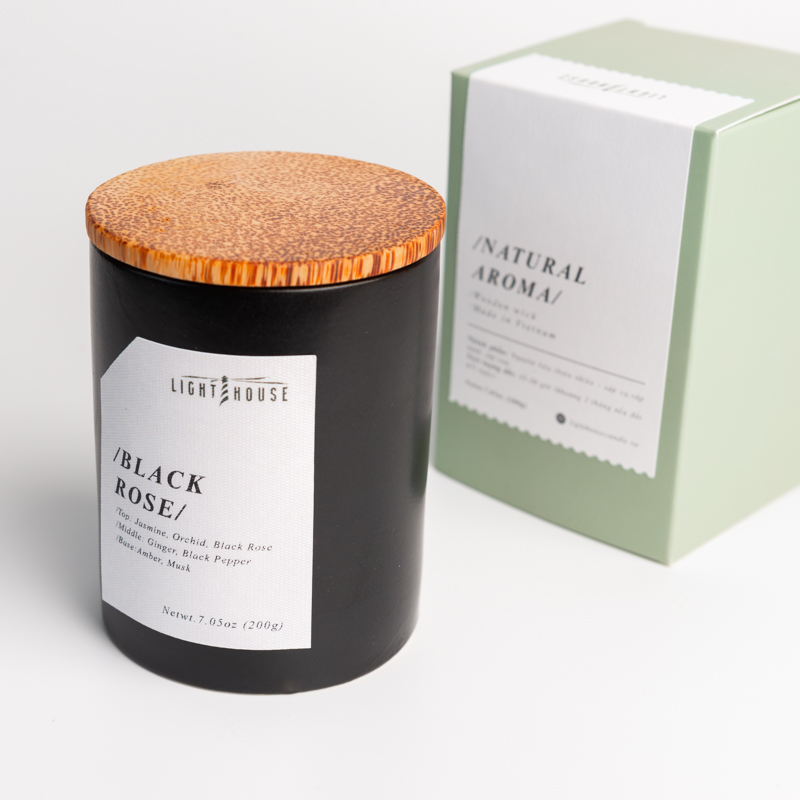 LIGHTHOUSE
/BLACK
ROSE/
/Top: Jasmine, Orchid, Black Rose
/Middle: Ginger, Black Pepper
/Base: Amber, Musk
Netwt.7.05oz (200g)
LIGHTHOUSE
/NATURAL
AROMA/
/Wooden wick
/Made in Vietnam